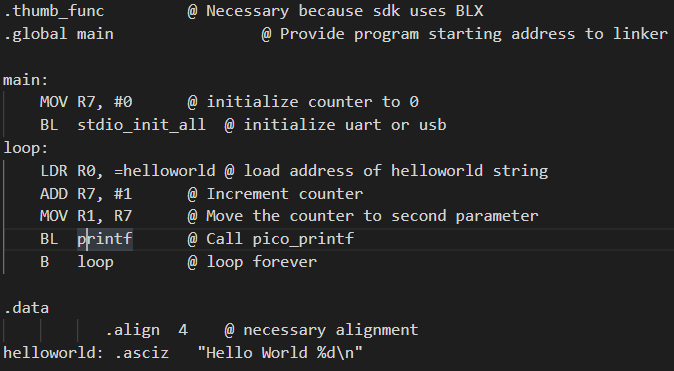 .thumb_func @ Necessary because sdk uses BLX
.global main @ Provide program starting address to linker
main:
MOV R7, #0 @ initialize counter to 0
BL stdio_init_all @ initialize uart or usb
loop:
LDR R0, =helloworld @ load address of helloworld string
ADD R7, #1 @ Increment counter
MOV R1, R7 @ Move the counter to second parameter
BL printf @ Call pico_printf
B loop @ loop forever
.data
.align 4 @ necessary alignment
helloworld: .asciz "Hello World %d\n"